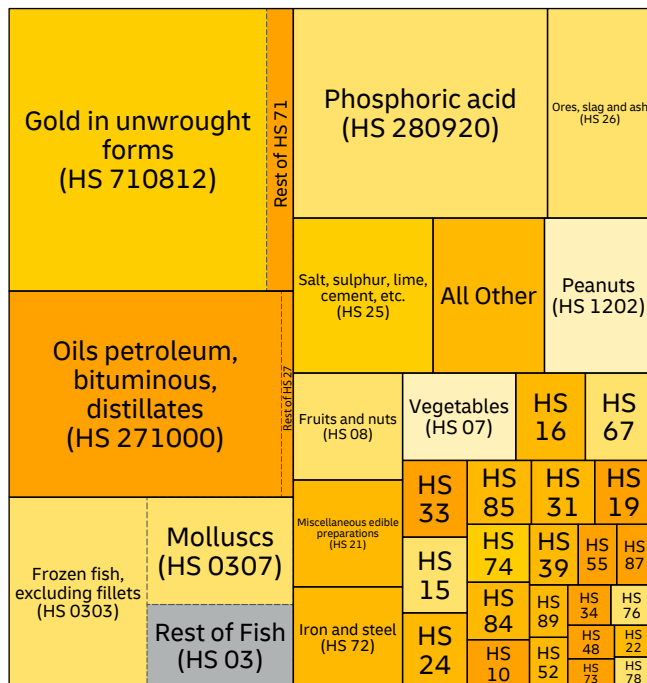 Gold in unwrought
forms
(HS 710812)
Rest of HS 71
Phosphoric acid
(HS 280920)
Ores, slag and ash
(HS 26)
Salt, sulphur, lime,
cement, etc.
(HS 25)
All Other
Peanuts
(HS 1202)
Oils petroleum,
bituminous,
distillates
(HS 271000)
Rest of HS 27
Fruits and nuts
(HS 08)
Vegetables
(HS 07)
HS
16
HS
67
Miscellaneous edible
preparations
(HS 21)
HS
33
HS
85
HS
31
HS
19
Frozen fish,
excluding fillets
(HS 0303)
Molluscs
(HS 0307)
Rest of Fish
(HS 03)
HS
15
HS
74
HS
39
HS
55
HS
87
Iron and steel
(HS 72)
HS
24
HS
84
HS
10
HS
89
HS
52
HS
34
HS
76
HS
48
HS
22
HS
73
HS
78